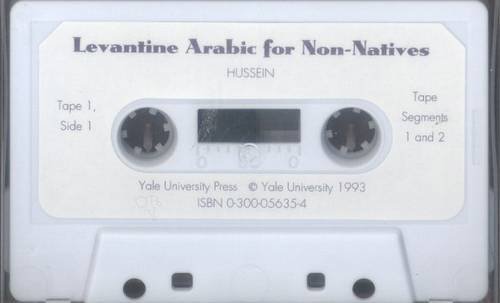 Levantine Arabic for Non-Natives
HUSSEIN
Tape 1,
Side 1
Tape
Segments
1 and 2
Yale University Press © Yale University 1993
ISBN 0-300-05635-4